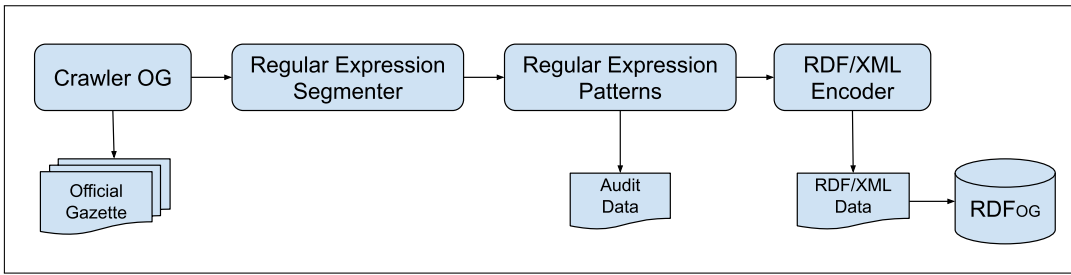 Crawler OG
Regular Expression
Segmenter
Regular Expression
Patterns
RDF/XML
Encoder
Official
Gazette
Audit
Data
RDF/XML
Data
RDFOG